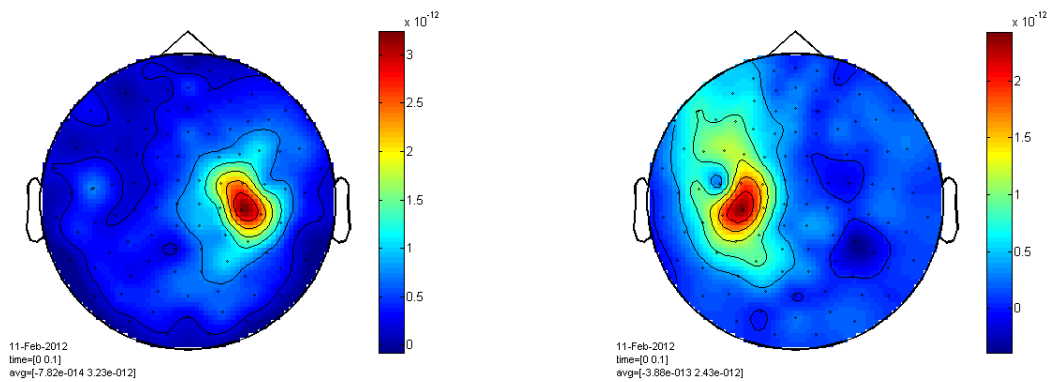 x 10^-12
3
2.5
2
1.5
1
0.5
0
11-Feb-2012
time=[0 0.1]
avg=[-7.82e-014 3.23e-012]
x 10^-12
2
1.5
1
0.5
0
11-Feb-2012
time=[0 0.1]
avg=[-3.88e-013 2.43e-012]